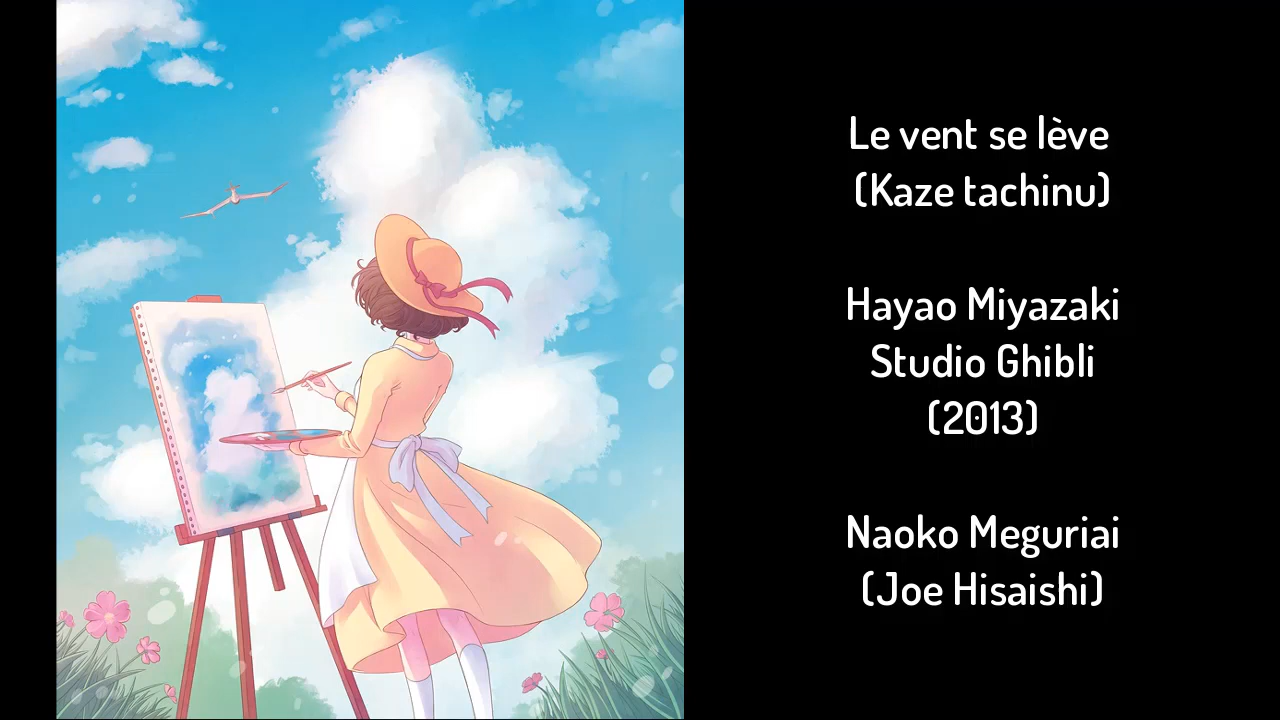 Le vent se lève
(Kaze tachinu)
Hayao Miyazaki
Studio Ghibli
(2013)
Naoko Meguriai
(Joe Hisaishi)